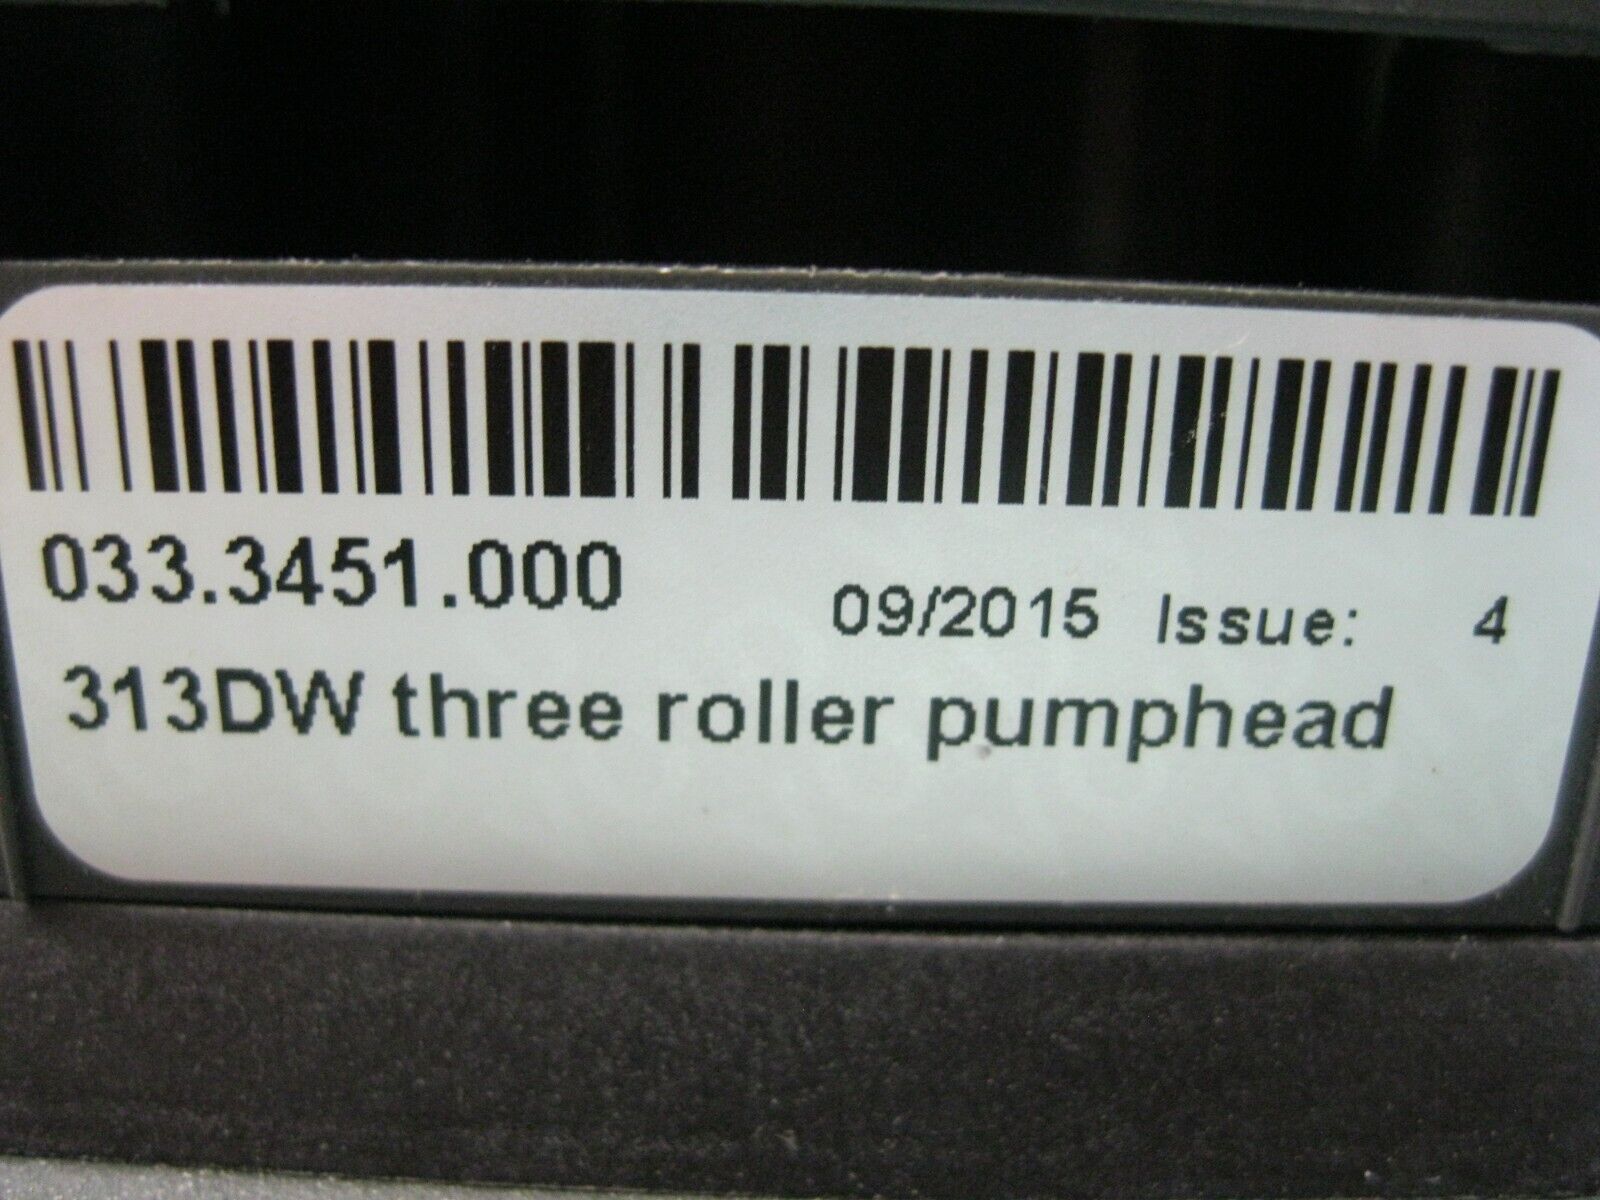 033.3451.000
09/2015 Issue: 4
313DW three roller pumphead